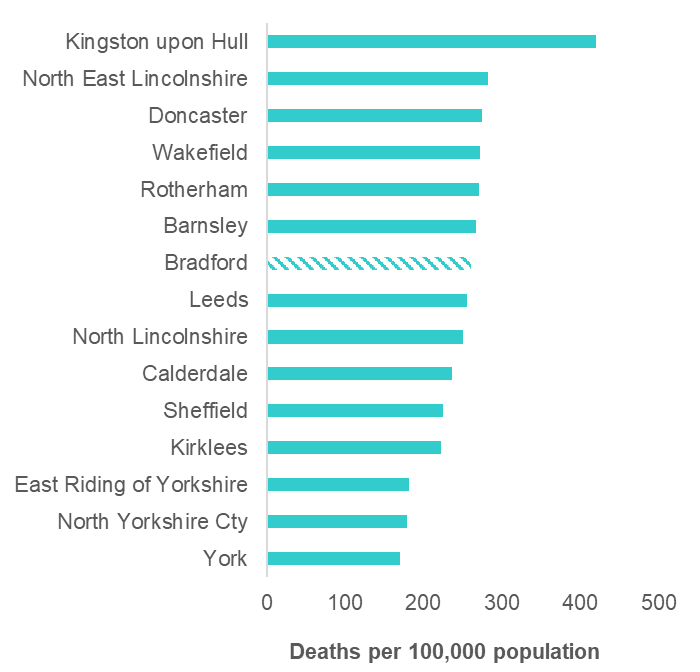 Kingston upon Hull
North East Lincolnshire
Doncaster
Wakefield
Rotherham
Barnsley
Bradford
Leeds
North Lincolnshire
Calderdale
Sheffield
Kirklees
East Riding of Yorkshire
North Yorkshire Cty
York
0 100 200 300 400 500
Deaths per 100,000 population